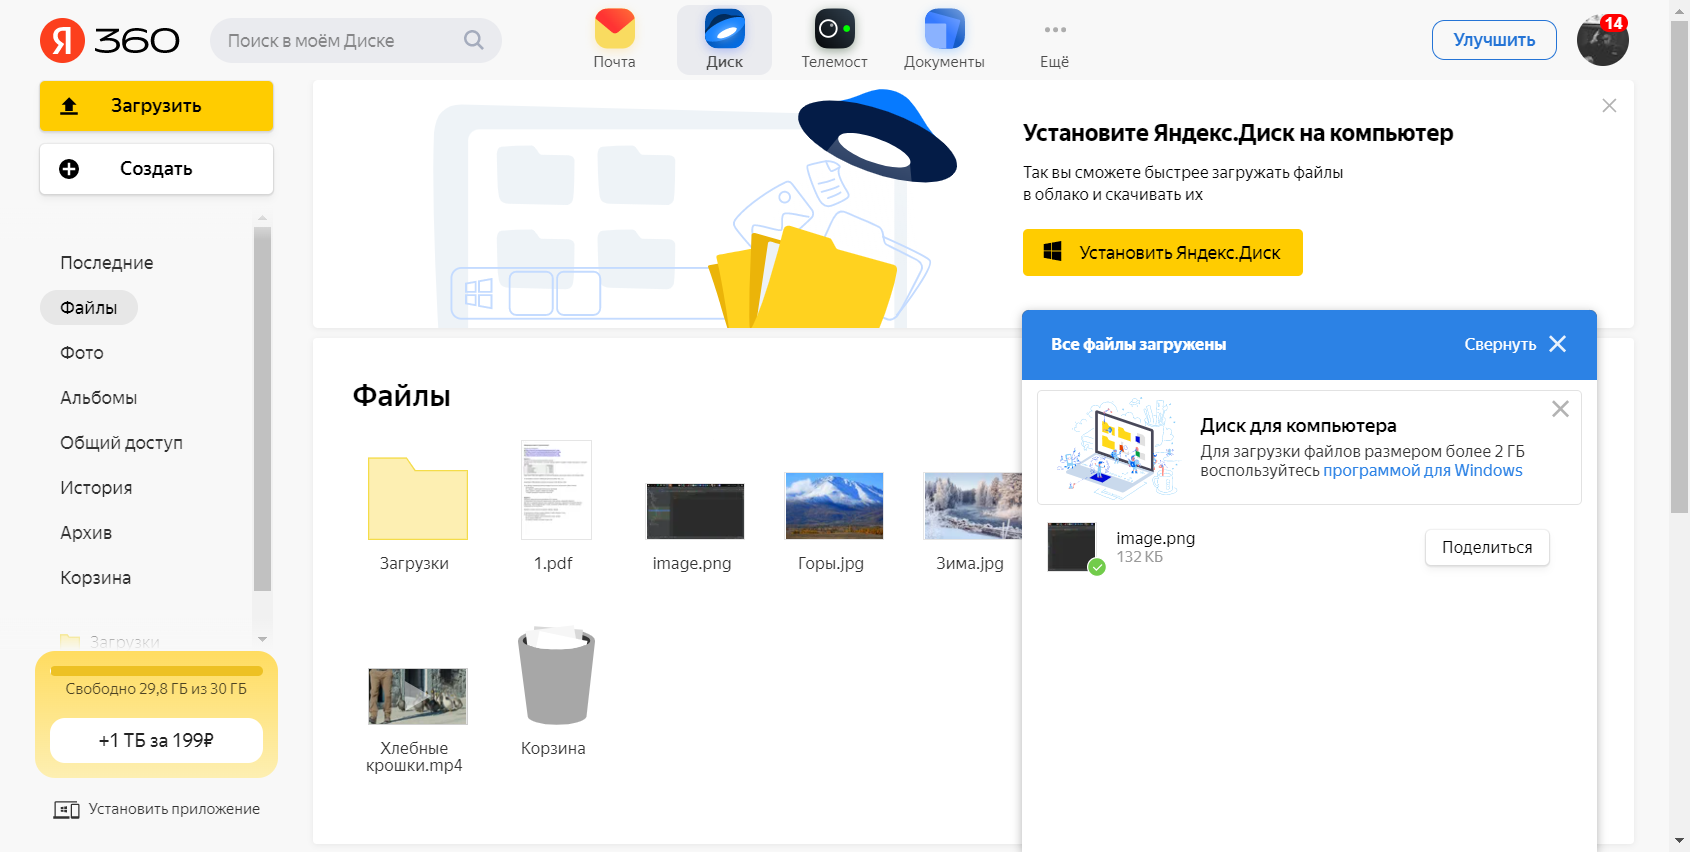 Я 360
Поиск в моём Диске
Почта
Диск
Телемост
Документы
Ещё
Улучшить
14
Загрузить
Создать
Последние
Файлы
Фото
Альбомы
Общий доступ
История
Архив
Корзина
Загрузки
Свободно 29,8 ГБ из 30 ГБ
+1 ТБ за 199₽
Установить приложение
Установите Яндекс.Диск на компьютер
Так вы сможете быстрее загружать файлы
в облако и скачивать их
Установить Яндекс.Диск
Файлы
Загрузки
1.pdf
image.png
Горы.jpg
Зима.jpg
Хлебные
крошки.mp4
Корзина
Все файлы загружены
Свернуть
Диск для компьютера
Для загрузки файлов размером более 2 ГБ
воспользуйтесь программой для Windows
image.png
132 КБ
Поделиться